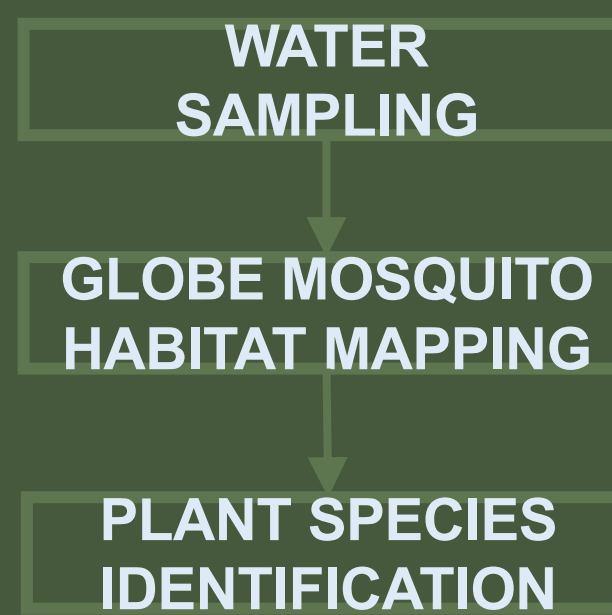 WATER
SAMPLING
GLOBE MOSQUITO
HABITAT MAPPING
PLANT SPECIES
IDENTIFICATION